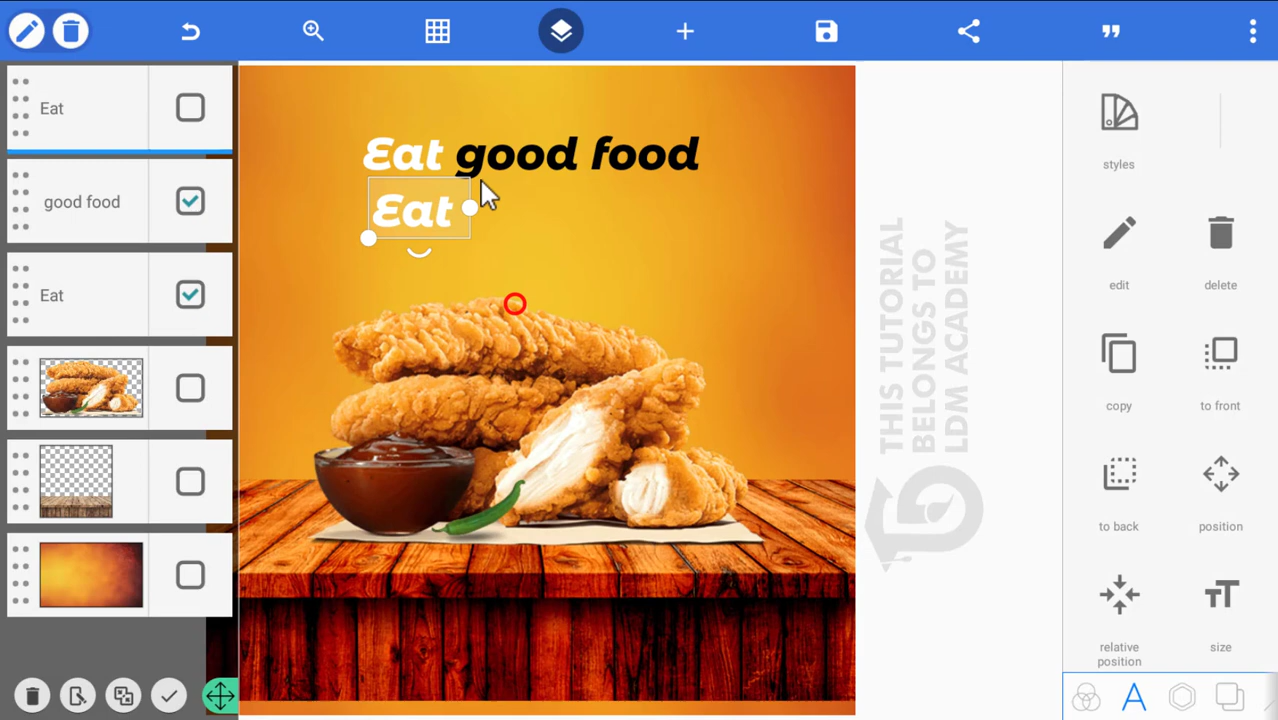 Eat
good food
Eat
Eat good food
Eat
THIS TUTORIAL
BELONGS TO
LDM ACADEMY
styles
edit
delete
copy
to front
to back
position
relative
position
size